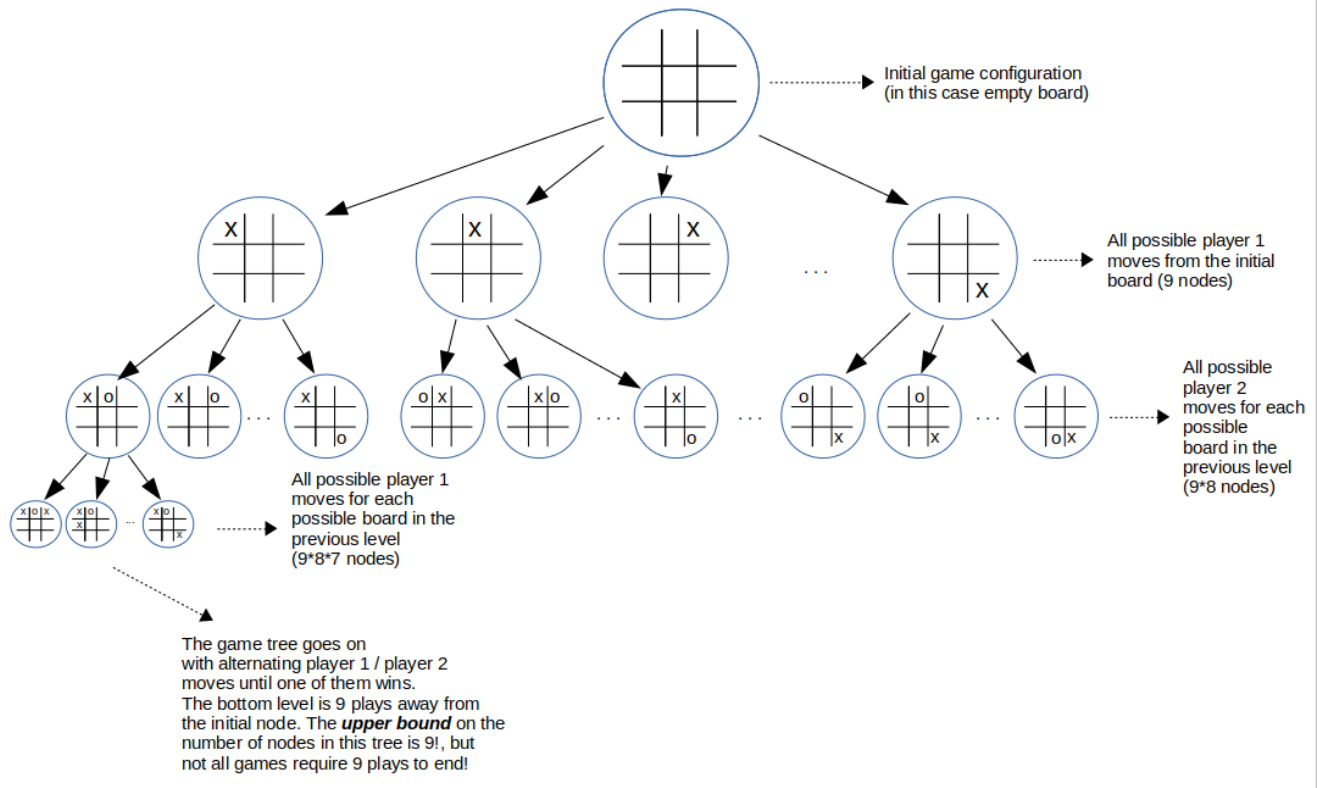 Initial game configuration
(in this case empty board)
X
X
X
. . .
X
All possible player 1
moves from the initial
board (9 nodes)
x o
x o
. . .
x
o
o x
x o
. . .
x
o
. . .
o
x
o
x
. . .
o x
All possible
player 2
moves for each
possible
board in the
previous level
(9*8 nodes)
x o x
x o
x
...
x o
x
All possible player 1
moves for each
possible board in the
previous level
(9*8*7 nodes)
The game tree goes on
with alternating player 1 / player 2
moves until one of them wins.
The bottom level is 9 plays away from
the initial node. The upper bound on the
number of nodes in this tree is 9!, but
not all games require 9 plays to end!